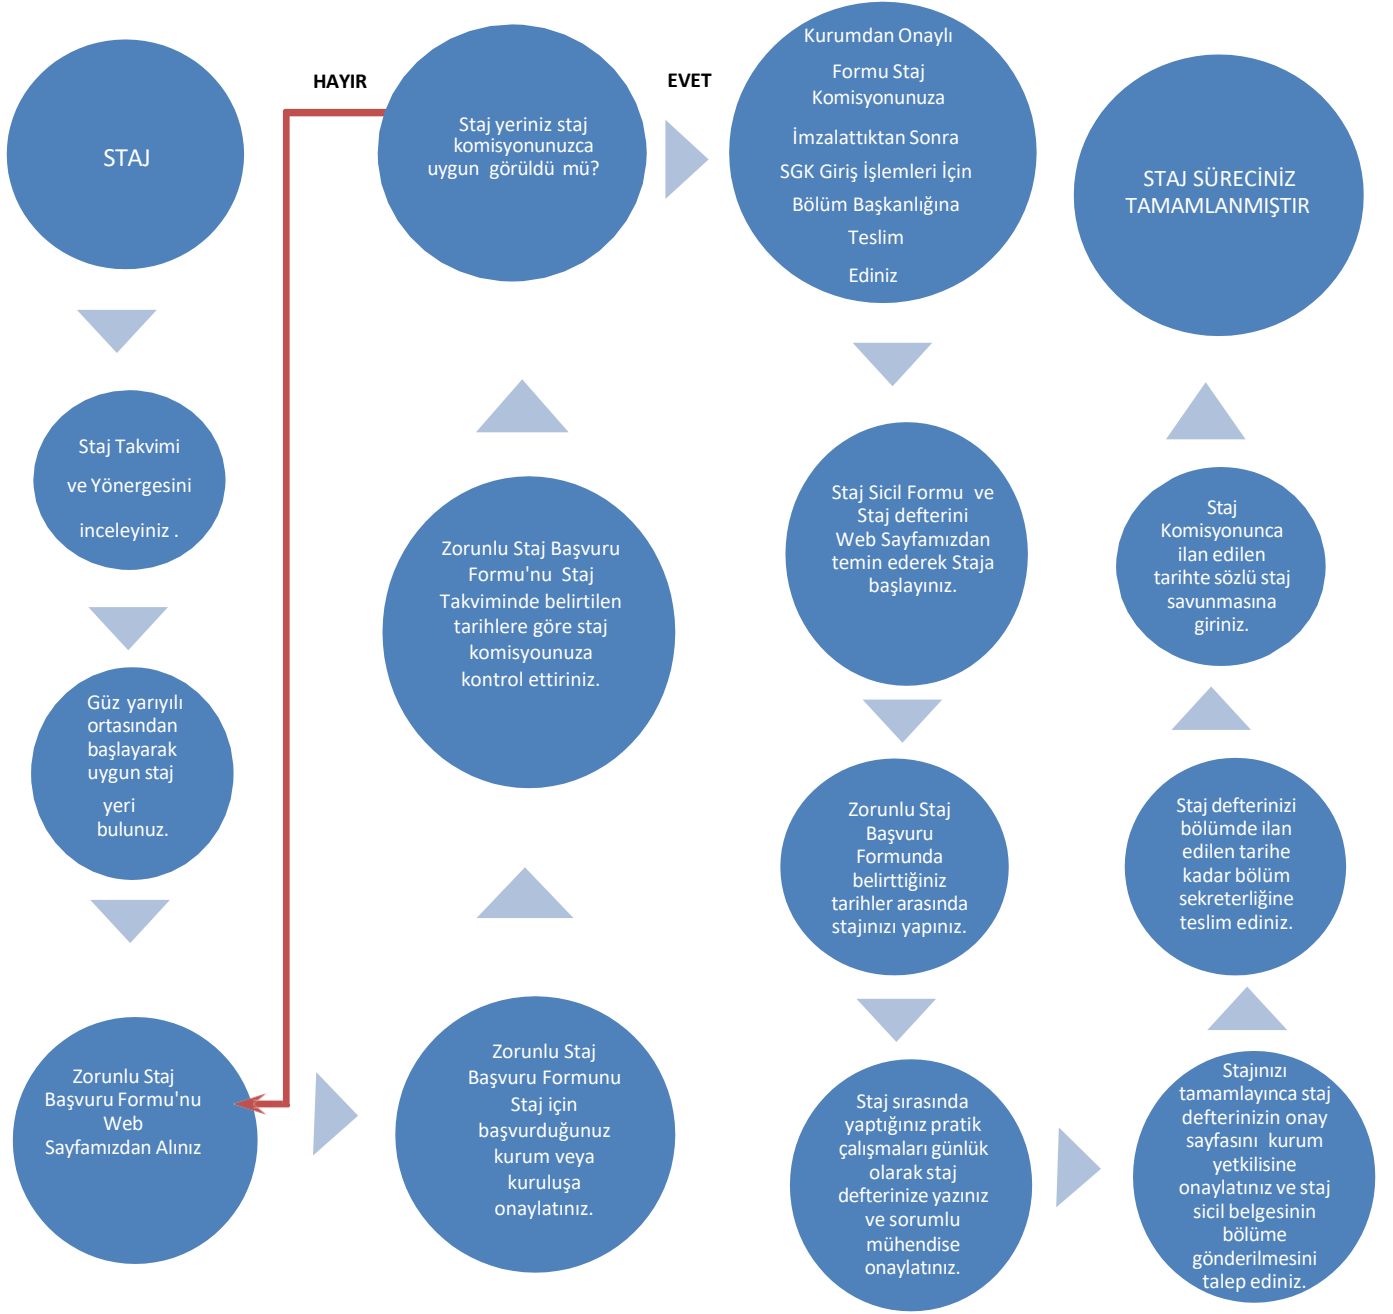 STAJ
Staj Takvimi
ve Yönergesini
inceleyiniz .
Güz yarıyılı
ortasından
başlayarak
uygun staj
yeri
bulunuz.
Zorunlu Staj
Başvuru Formu'nu
Web
Sayfamızdan Alınız
Zorunlu Staj
Başvuru Formunu
Staj için
başvurduğunuz
kurum veya
kuruluşa
onaylatınız.
Zorunlu Staj Başvuru
Formu'nu Staj
Takviminde belirtilen
tarihlere göre staj
komisyounuza
kontrol ettiriniz.
Staj yeriniz staj
komisyonunuzca
uygun görüldü mü?
HAYIR
EVET
Kurumdan Onaylı
Formu Staj
Komisyonunuza
İmzalattıktan Sonra
SGK Giriş İşlemleri İçin
Bölüm Başkanlığına
Teslim
Ediniz
Staj Sicil Formu ve
Staj defterini
Web Sayfamızdan
temin ederek Staja
başlayınız.
Zorunlu Staj
Başvuru
Formunda
belirttiğiniz
tarihler arasında
stajınızı yapınız.
Staj sırasında
yaptığınız pratik
çalışmaları günlük
olarak staj
defterinize yazınız
ve sorumlu
mühendise
onaylatınız.
Stajınızı
tamamlayınca staj
defterinizin onay
sayfasını kurum
yetkilisine
onaylatınız ve staj
sicil belgesinin
bölüme
gönderilmesini
talep ediniz.
Staj defterinizi
bölümde ilan
edilen tarihe
kadar bölüm
sekreterliğine
teslim ediniz.
Staj
Komisyonunca
ilan edilen
tarihte sözlü staj
savunmasına
giriniz.
STAJ SÜRECİNİZ
TAMAMLANMIŞTIR